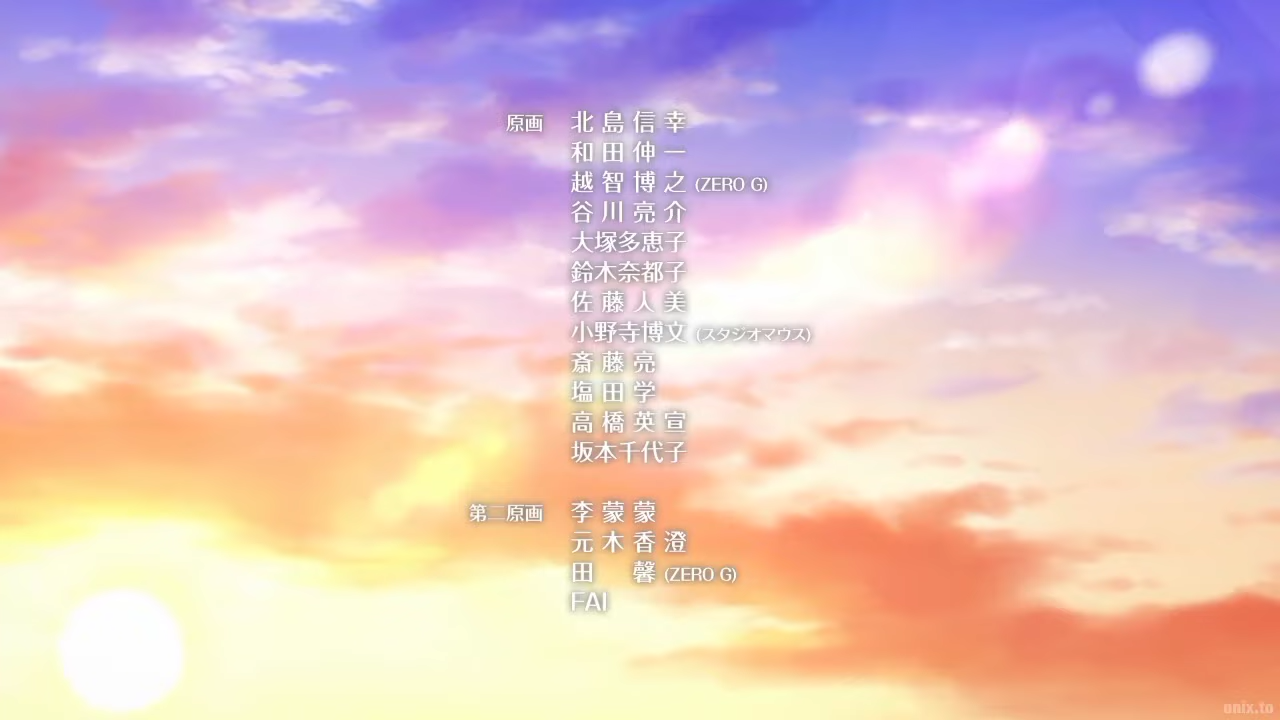 原画 北島信幸
和田伸一
越智博之 (ZERO G)
谷川亮介
大塚多恵子
鈴木奈都子
佐藤人美
小野寺博文 (スタジオマウス)
斎藤亮
塩田学
高橋英宣
坂本千代子
第二原画 李蒙蒙
元木香澄
田 馨 (ZERO G)
FAI
onix.to